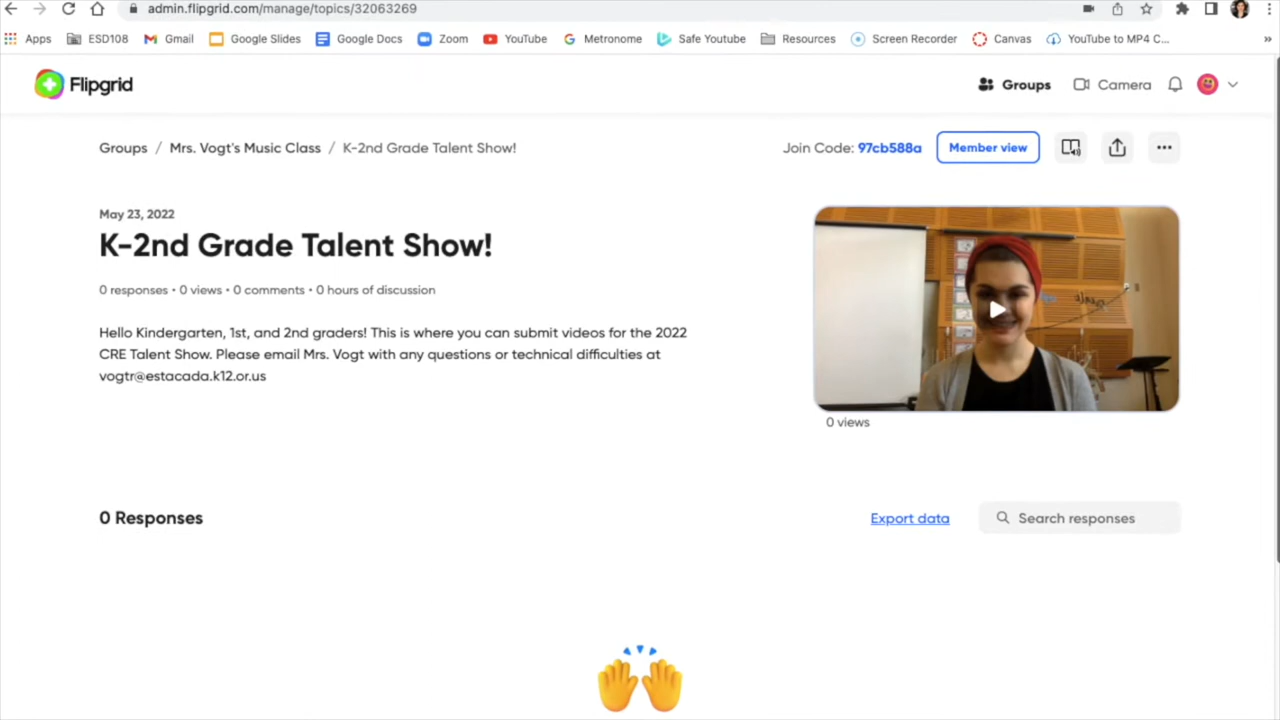 admin.flipgrid.com/manage/topics/32063269
Apps ESD108 Gmail Google Slides Google Docs Zoom YouTube Metronome Safe Youtube Resources Screen Recorder Canvas YouTube to MP4 C... »
Flipgrid Groups Camera
Groups / Mrs. Vogt's Music Class / K-2nd Grade Talent Show! Join Code: 97cb588a Member view
May 23, 2022
K-2nd Grade Talent Show!
0 responses • 0 views • 0 comments • 0 hours of discussion
Hello Kindergarten, 1st, and 2nd graders! This is where you can submit videos for the 2022
CRE Talent Show. Please email Mrs. Vogt with any questions or technical difficulties at
vogtr@estacada.k12.or.us
0 views
0 Responses Export data Search responses